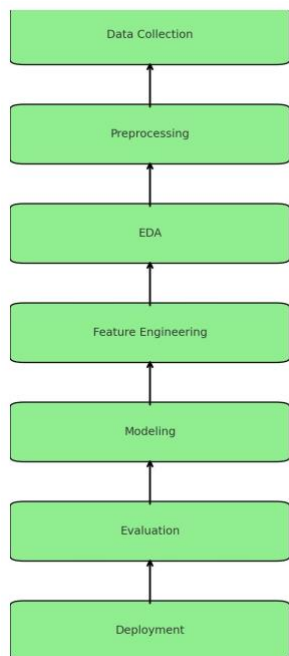 Data Collection
Preprocessing
EDA
Feature Engineering
Modeling
Evaluation
Deployment